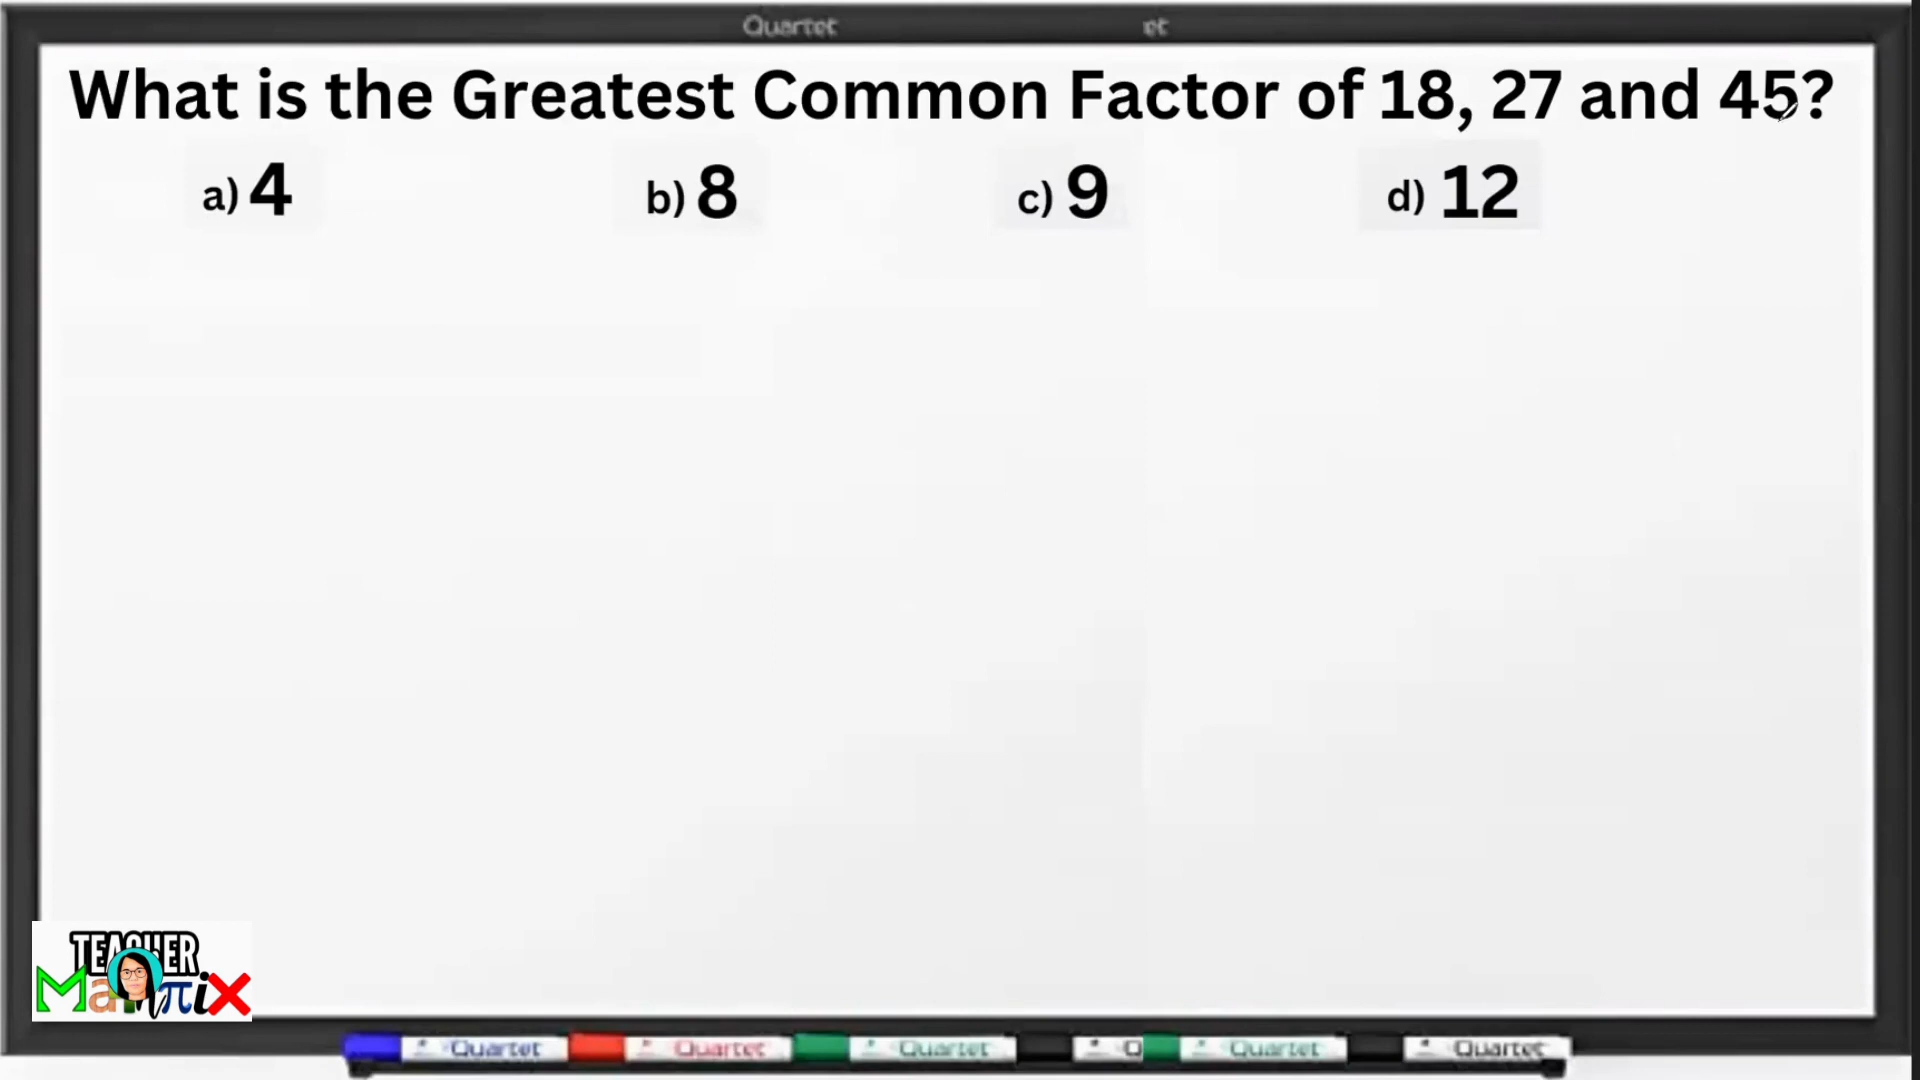 Quartet et
What is the Greatest Common Factor of 18, 27 and 45?
a) 4 b) 8 c) 9 d) 12
TEACHER
Quartet Quartet Quartet Q Quartet Quartet